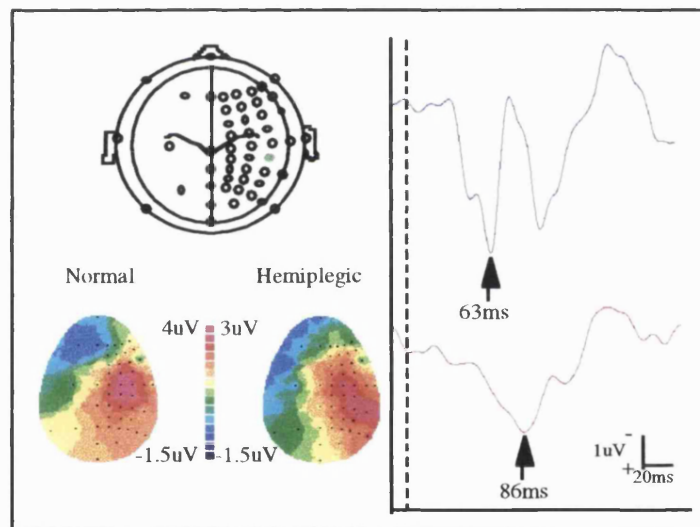 Normal
Hemiplegic
4uV 3uV
-1.5uV -1.5uV
63ms
86ms
1uV -
+
20ms